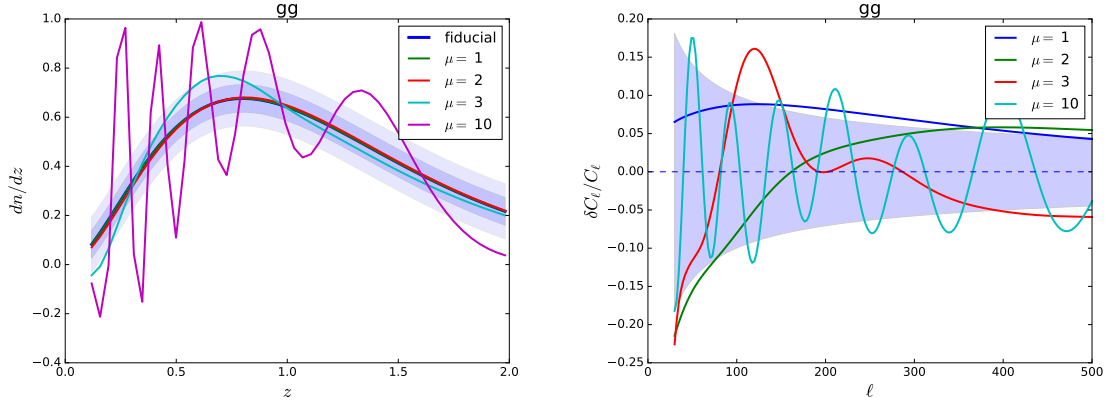 gg
1.0
0.8
0.6
0.4
0.2
0.0
−0.2
−0.4
dn/dz
0.0 0.5 1.0 1.5 2.0
z
fiducial
μ = 1
μ = 2
μ = 3
μ = 10
gg
0.20
0.15
0.10
0.05
0.00
−0.05
−0.10
−0.15
−0.20
−0.25
δCℓ/Cℓ
0 100 200 300 400 500
ℓ
μ = 1
μ = 2
μ = 3
μ = 10